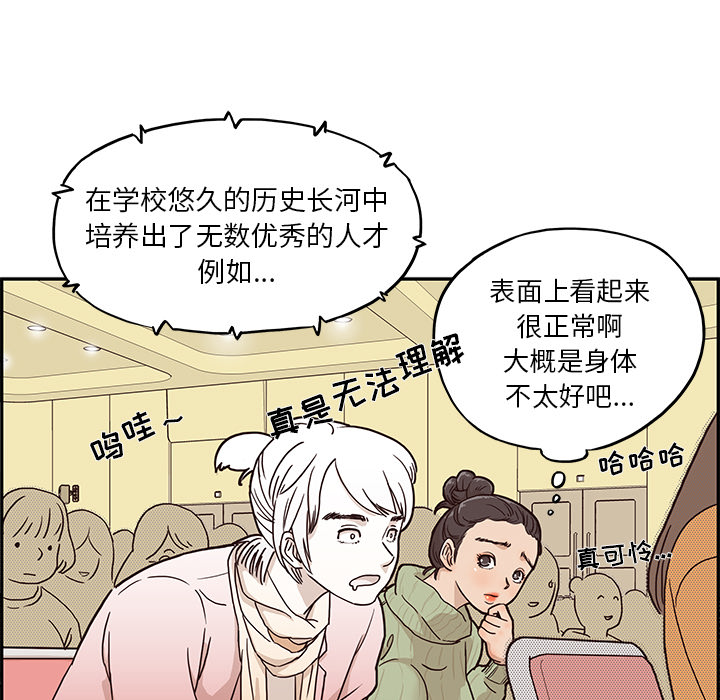 在学校悠久的历史长河中
培养出了无数优秀的人才
例如...
表面上看起来
很正常啊
大概是身体
不太好吧...
真是无法理解
呜哇～
哈哈哈
真可怜...